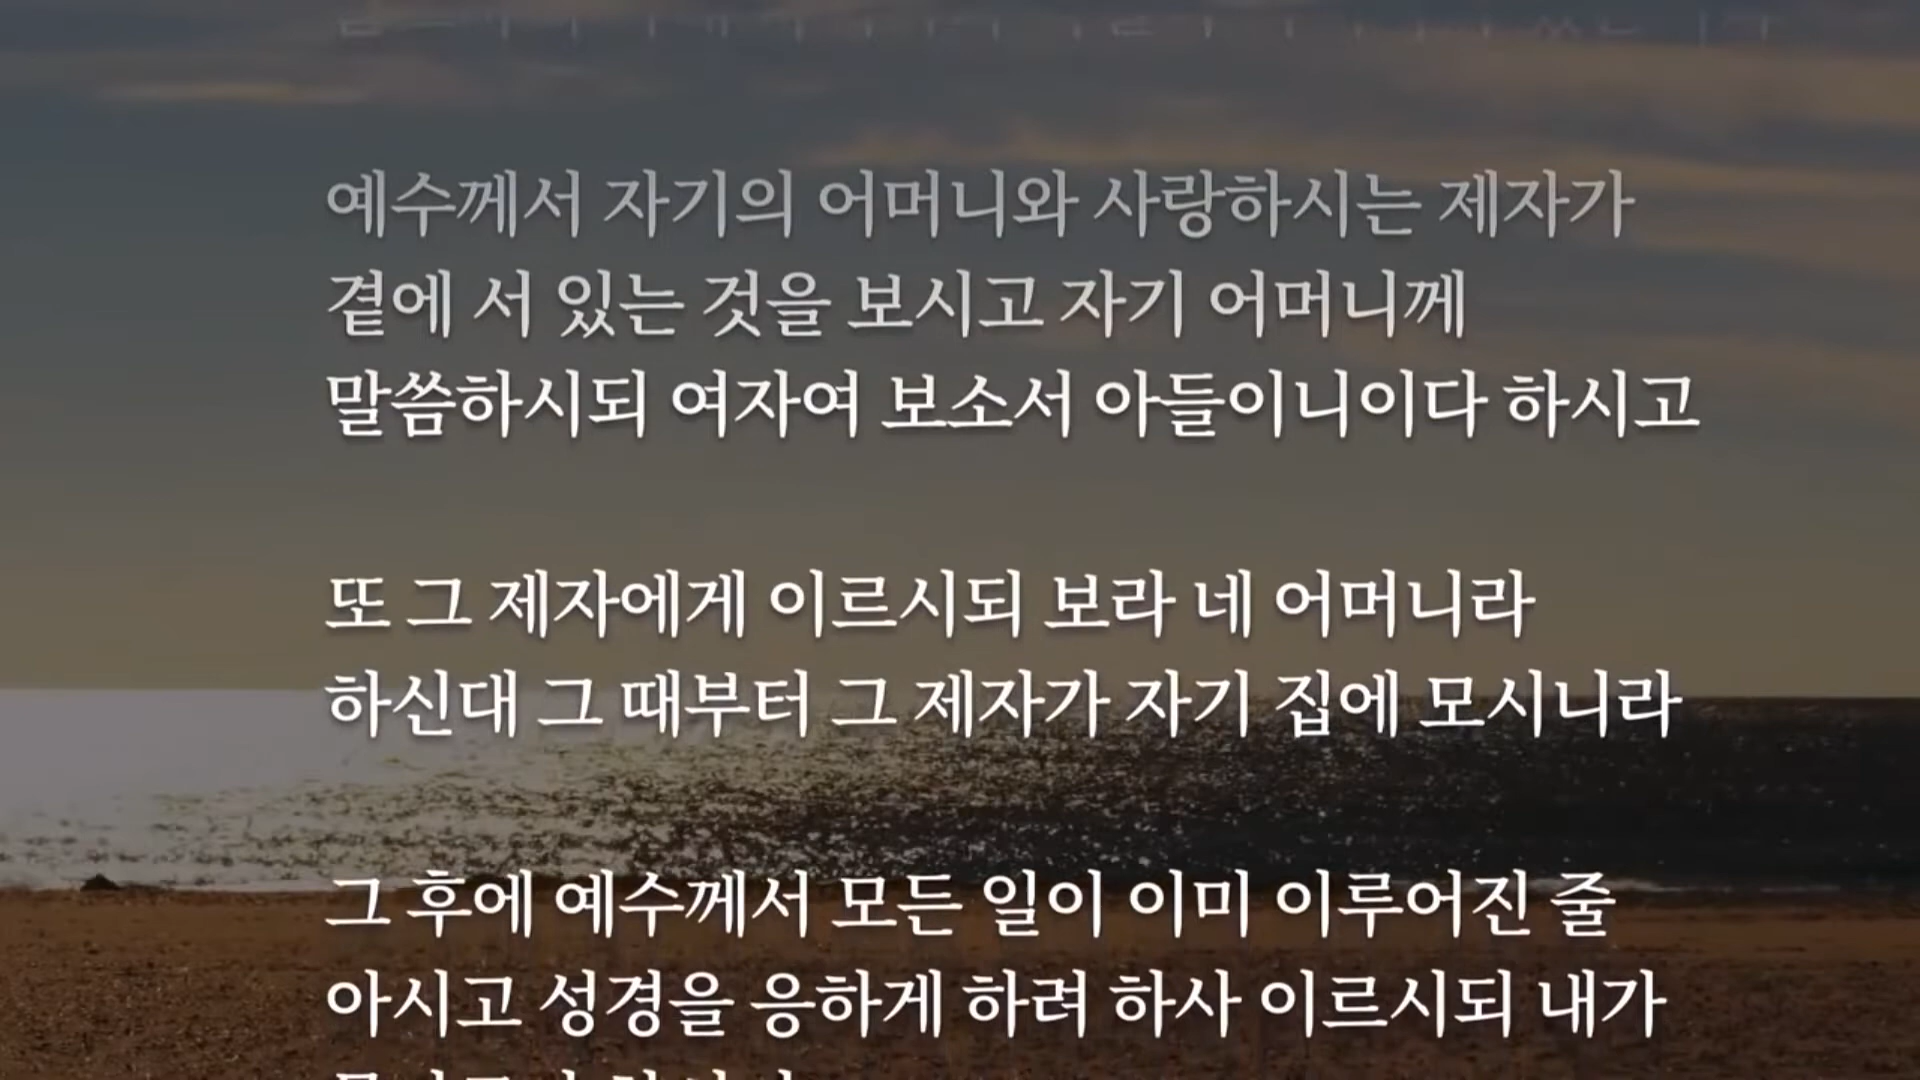 예수께서 자기의 어머니와 사랑하시는 제자가
곁에 서 있는 것을 보시고 자기 어머니께
말씀하시되 여자여 보소서 아들이니이다 하시고
또 그 제자에게 이르시되 보라 네 어머니라
하신대 그 때부터 그 제자가 자기 집에 모시니라
그 후에 예수께서 모든 일이 이미 이루어진 줄
아시고 성경을 응하게 하려 하사 이르시되 내가